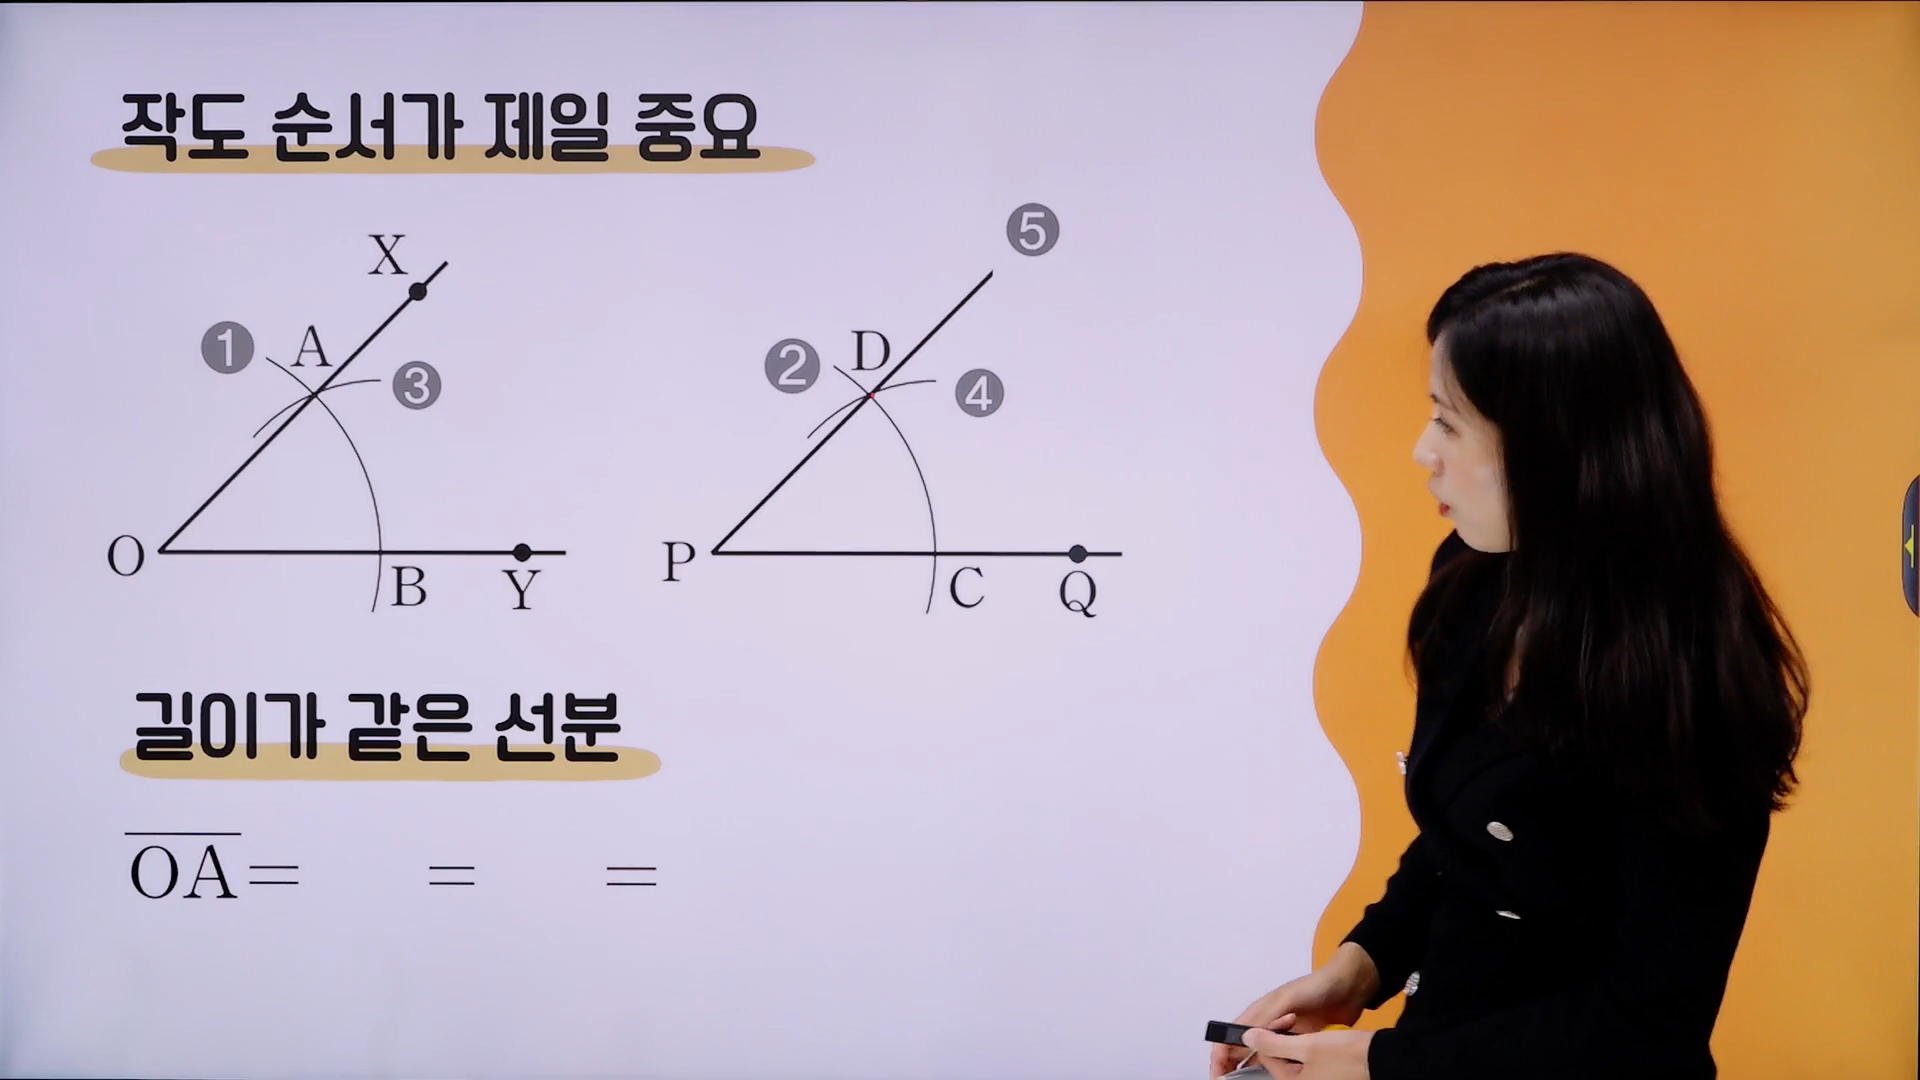 작도 순서가 제일 중요
X
① A ③
O B Y
⑤
② D ④
P C Q
길이가 같은 선분
OA= = =